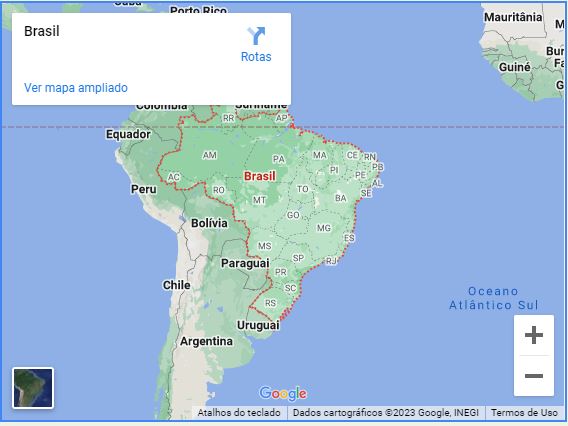 Cuba
Porto Rico
Mauritânia
Brasil
Rotas
Ver mapa ampliado
Guiné
Colômbia
Suriname
RR
AP
Equador
AM
PA
MA
CE
RN
PB
PI
PE
AL
AC
Brasil
TO
SE
Peru
RO
MT
BA
Bolívia
GO
MG
ES
MS
SP
RJ
Paraguai
PR
Chile
SC
Oceano
Atlântico Sul
RS
Uruguai
Argentina
Google
Atalhos do teclado
Dados cartográficos ©2023 Google, INEGI
Termos de Uso